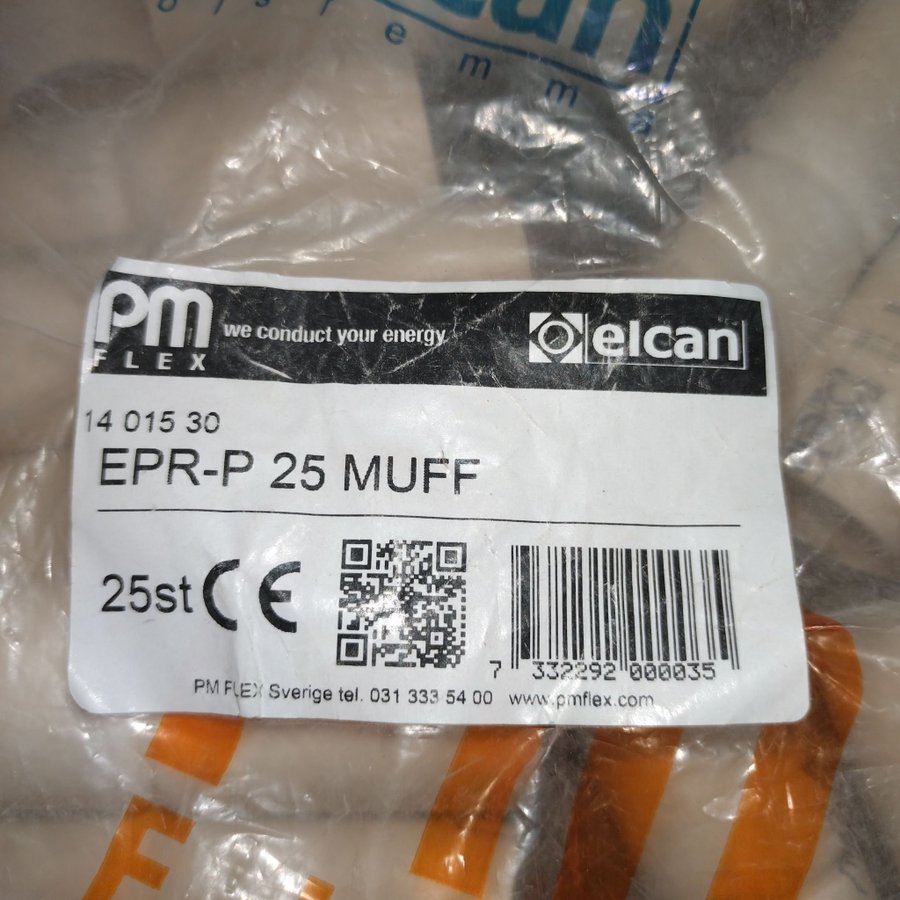 elcan
PM
FLEX
we conduct your energy
elcan
14 015 30
EPR-P 25 MUFF
25st CE
7 332292 000035
PM FLEX Sverige tel. 031 333 54 00 www.pmflex.com